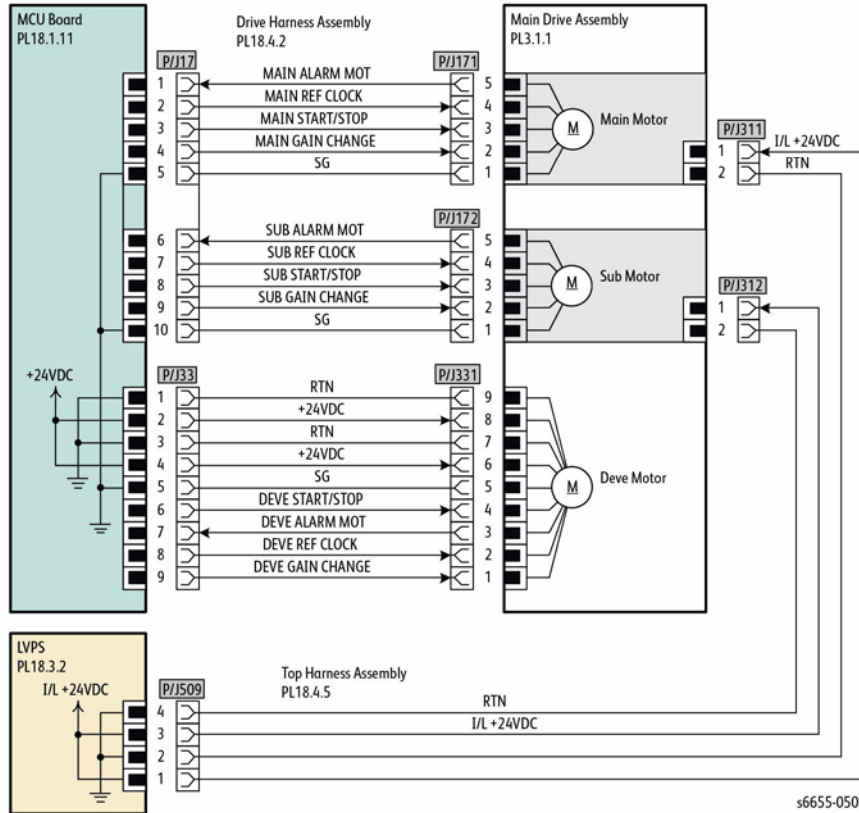 MCU Board
PL18.1.11
Drive Harness Assembly
PL18.4.2
Main Drive Assembly
PL3.1.1
P/J17
P/J171
1 MAIN ALARM MOT 5
2 MAIN REF CLOCK 4
3 MAIN START/STOP 3
4 MAIN GAIN CHANGE 2
5 SG 1
M
Main Motor
P/J311
1 I/L +24VDC
2 RTN
P/J172
6 SUB ALARM MOT 5
7 SUB REF CLOCK 4
8 SUB START/STOP 3
9 SUB GAIN CHANGE 2
10 SG 1
M
Sub Motor
P/J312
1
2
+24VDC
P/J33
P/J331
1 RTN 9
2 +24VDC 8
3 RTN 7
4 +24VDC 6
5 SG 5
6 DEVE START/STOP 4
7 DEVE ALARM MOT 3
8 DEVE REF CLOCK 2
9 DEVE GAIN CHANGE 1
M
Deve Motor
LVPS
PL18.3.2
I/L +24VDC
P/J509
Top Harness Assembly
PL18.4.5
4 RTN
3 I/L +24VDC
2
1
s6655-050